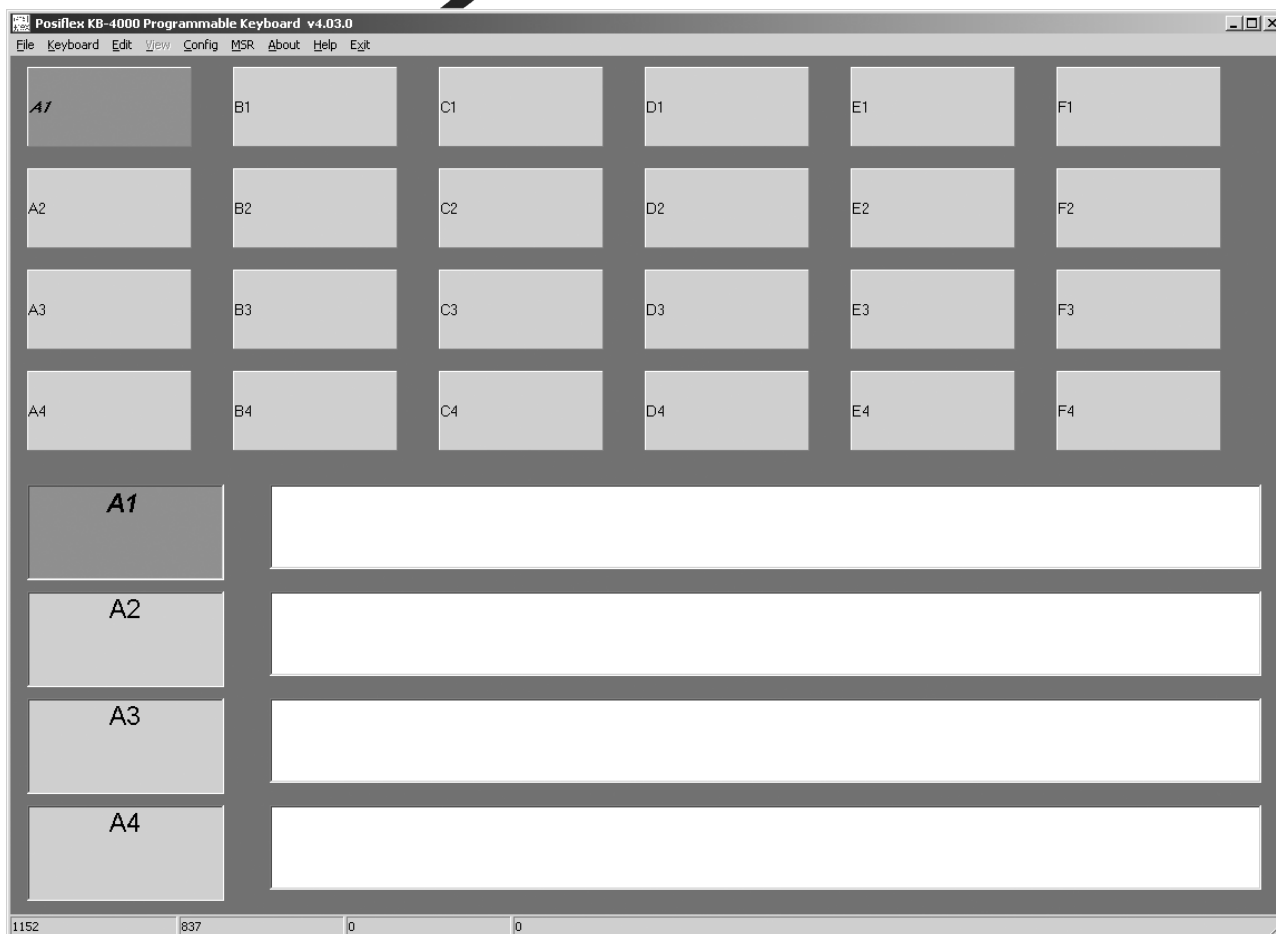 Posiflex KB-4000 Programmable Keyboard v4.03.0
File Keyboard Edit View Config MSR About Help Exit
A1 B1 C1 D1 E1 F1
A2 B2 C2 D2 E2 F2
A3 B3 C3 D3 E3 F3
A4 B4 C4 D4 E4 F4
A1
A2
A3
A4
1152 837 0 0